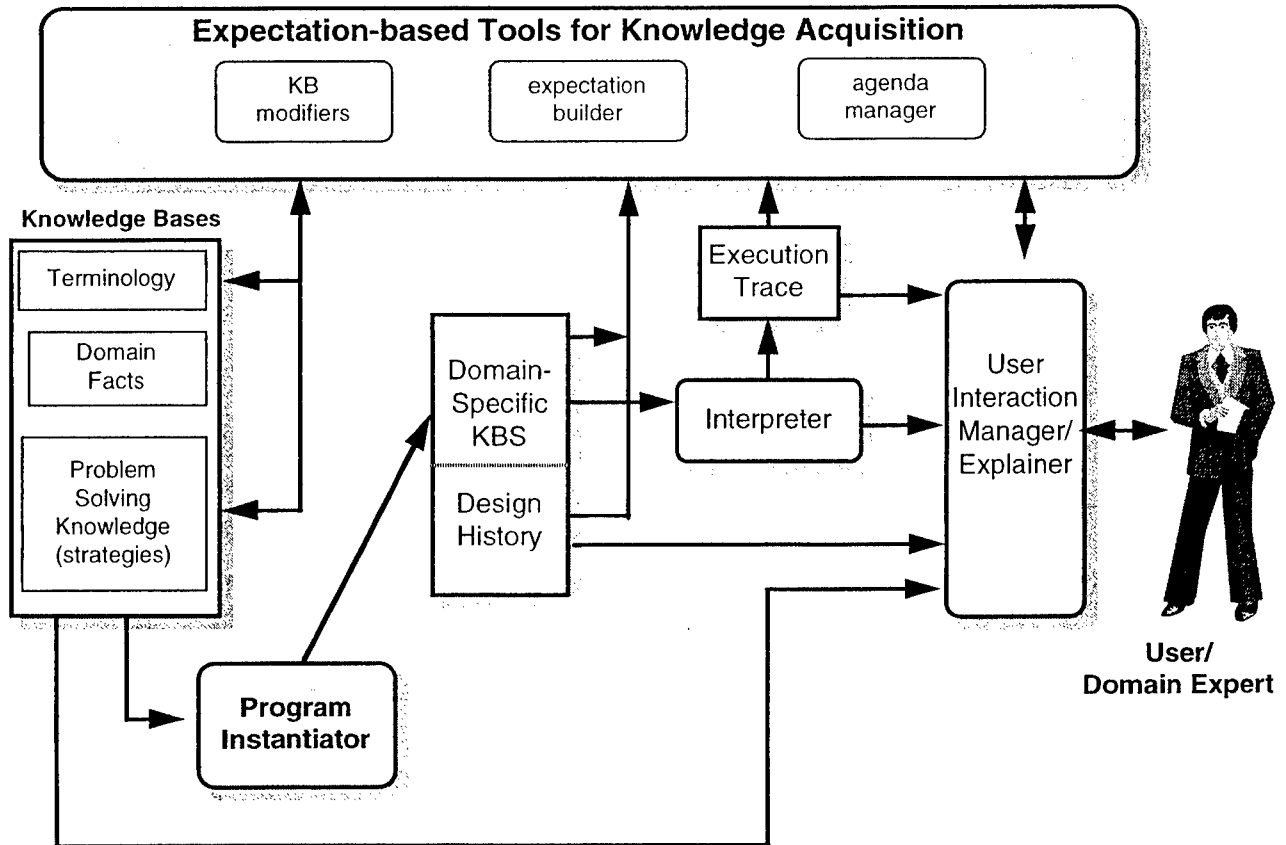 Expectation-based Tools for Knowledge Acquisition
KB
modifiers
expectation
builder
agenda
manager
Knowledge Bases
Terminology
Domain
Facts
Problem
Solving
Knowledge
(strategies)
Domain-
Specific
KBS
Design
History
Execution
Trace
Interpreter
User
Interaction
Manager/
Explainer
Program
Instantiator
User/
Domain Expert